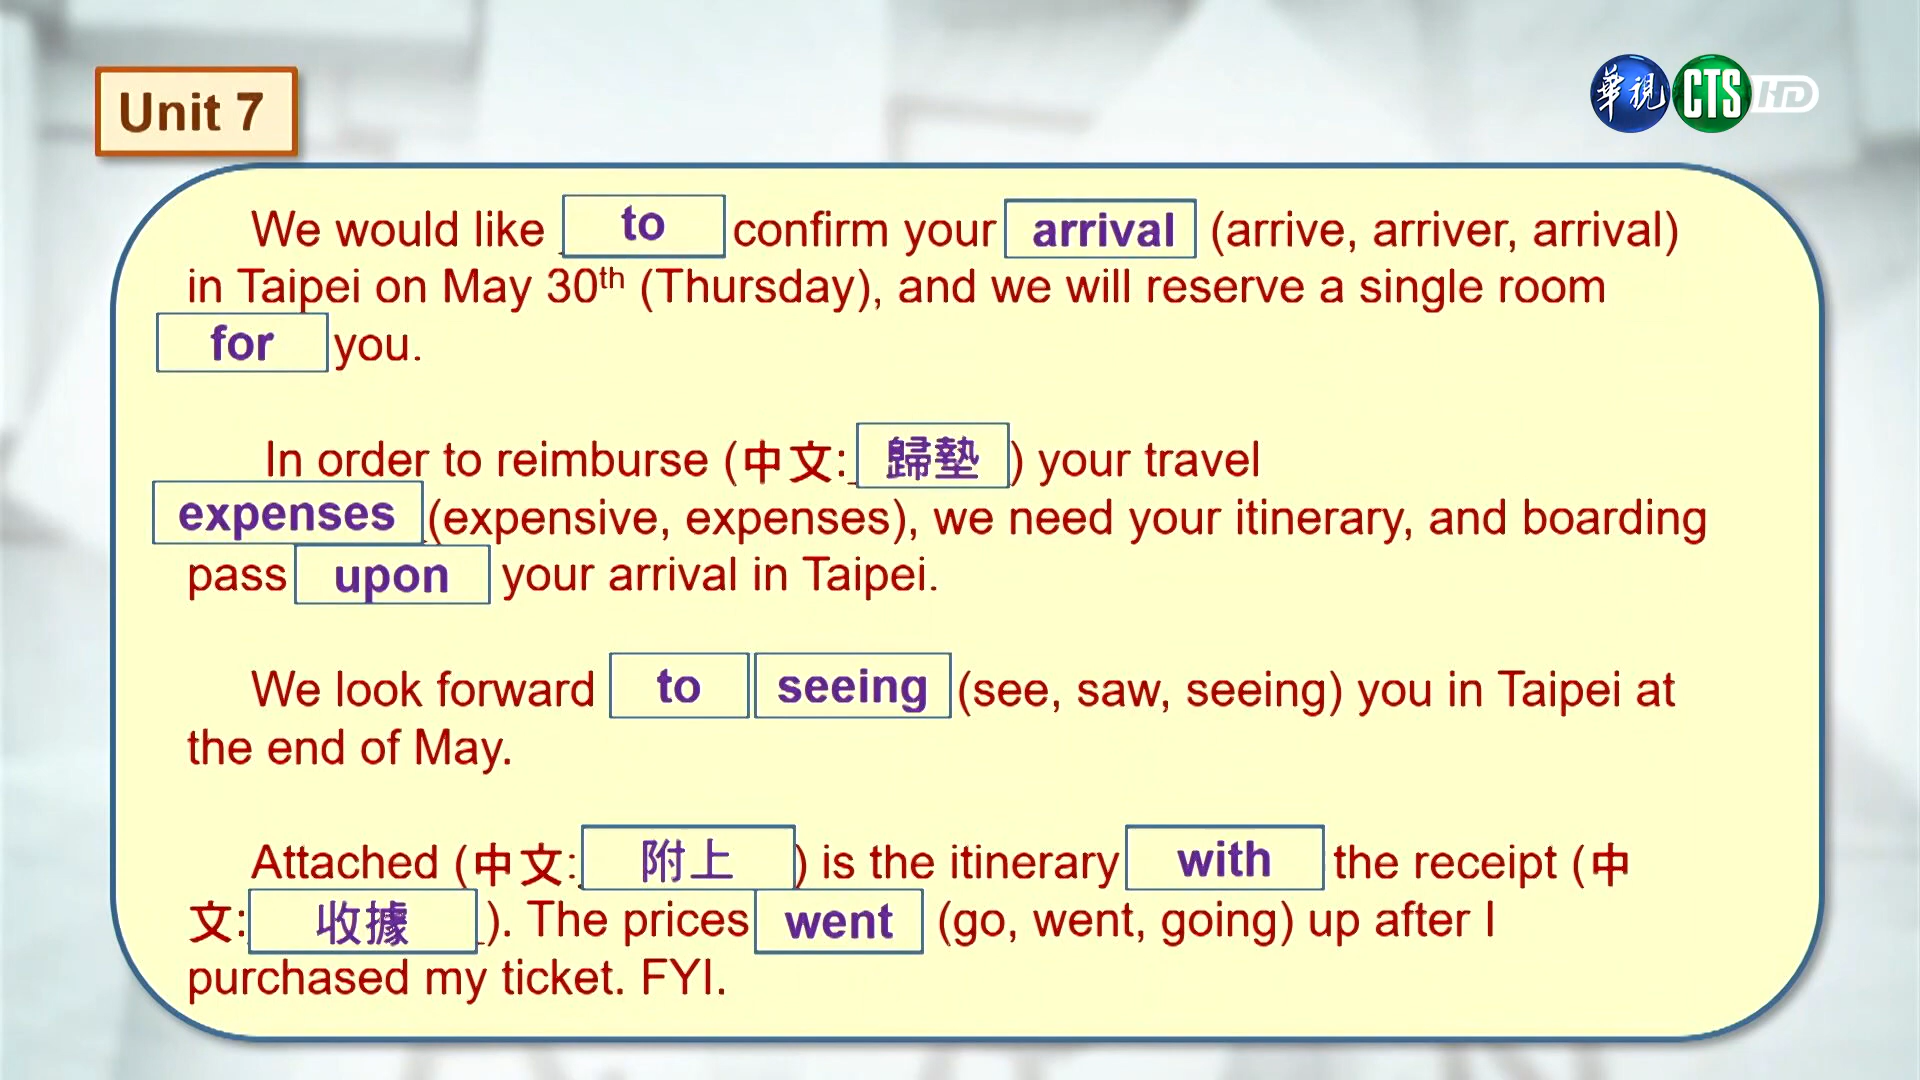 Unit 7
華視 CTS HD
We would like to confirm your arrival (arrive, arriver, arrival)
in Taipei on May 30th (Thursday), and we will reserve a single room
for you.
In order to reimburse (中文: 歸墊) your travel
expenses (expensive, expenses), we need your itinerary, and boarding
pass upon your arrival in Taipei.
We look forward to seeing (see, saw, seeing) you in Taipei at
the end of May.
Attached (中文: 附上) is the itinerary with the receipt (中
文: 收據). The prices went (go, went, going) up after I
purchased my ticket. FYI.